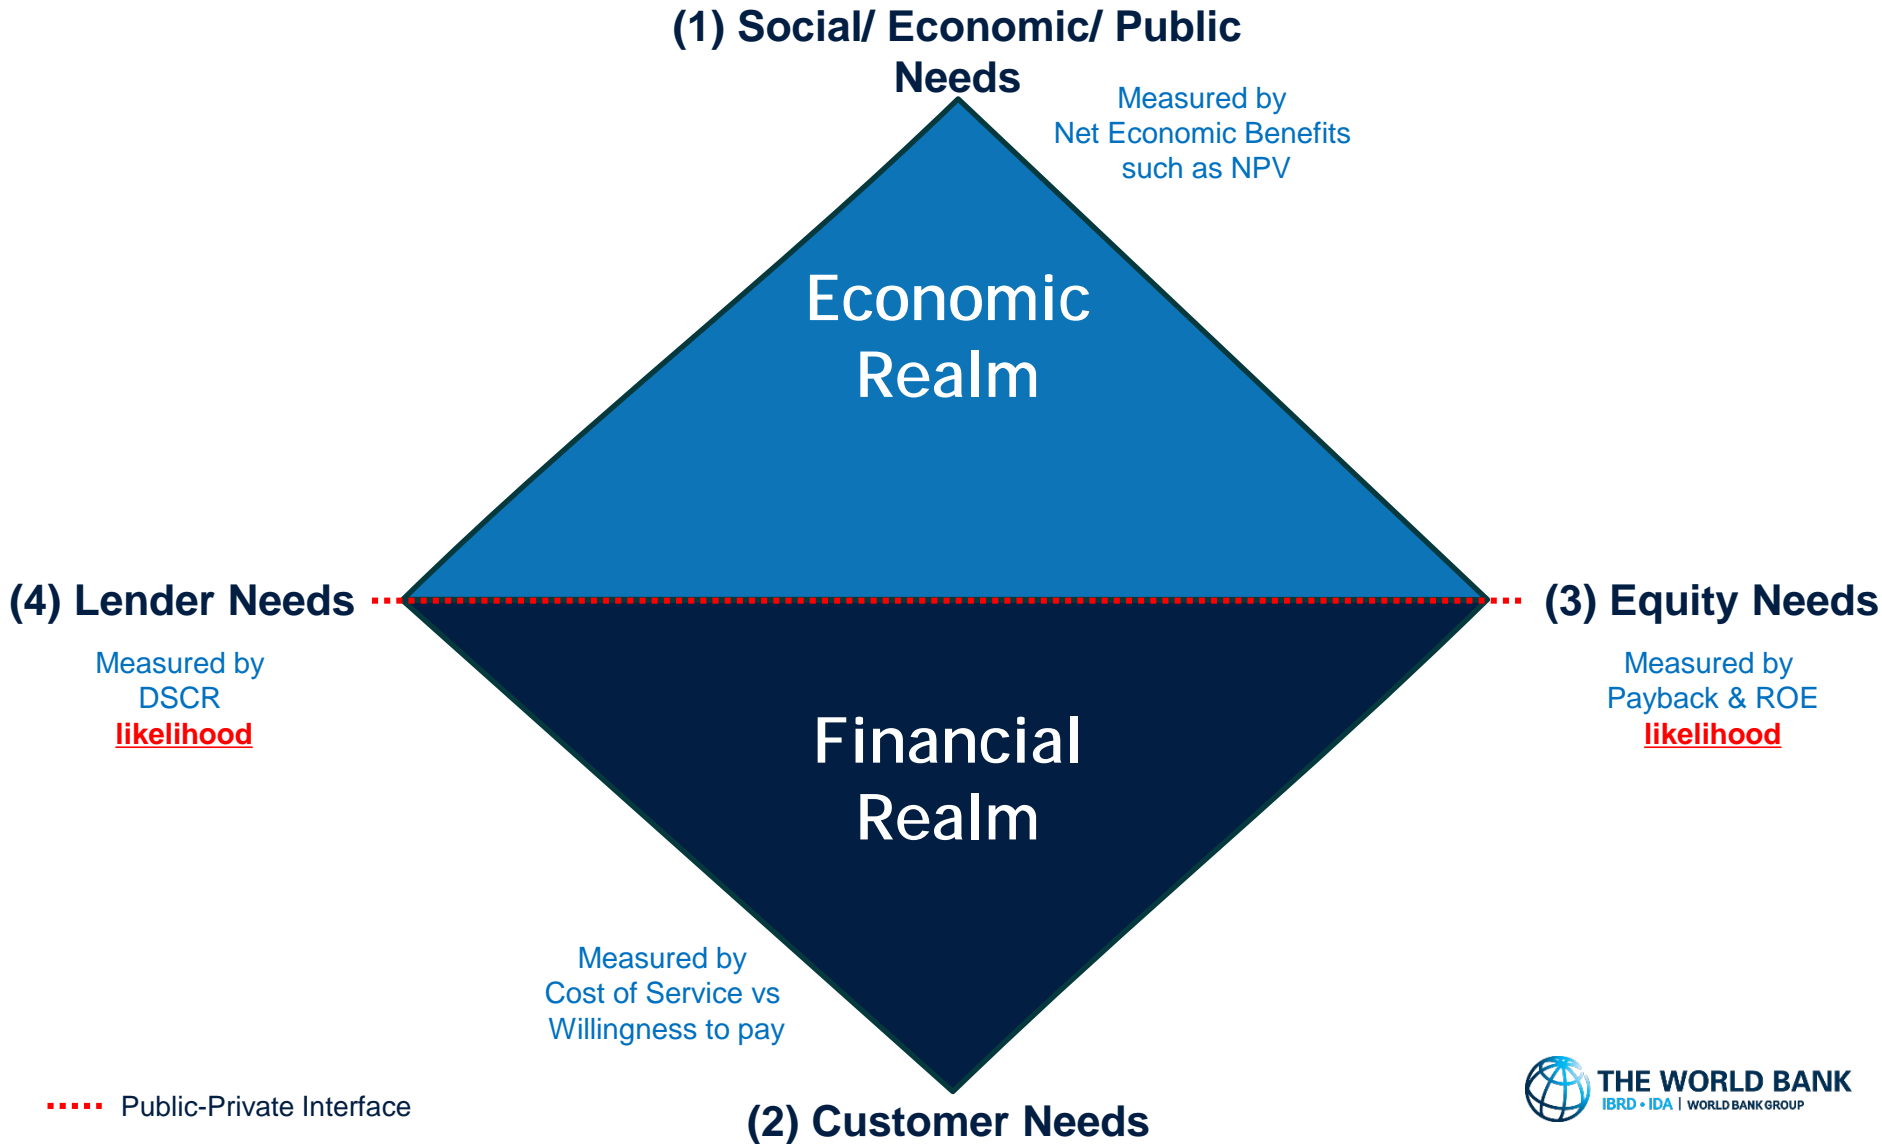 (1) Social/ Economic/ Public
Needs
Measured by
Net Economic Benefits
such as NPV
Economic
Realm
(4) Lender Needs
(3) Equity Needs
Measured by
DSCR
likelihood
Measured by
Payback & ROE
likelihood
Financial
Realm
Measured by
Cost of Service vs
Willingness to pay
Public-Private Interface
(2) Customer Needs
THE WORLD BANK
IBRD • IDA | WORLD BANK GROUP